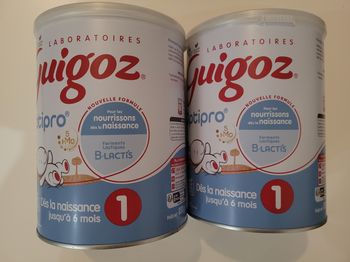 LABORATOIRES
Guigoz®
NOUVELLE FORMULE
Pour les
nourrissons
dès la naissance
Optipro®
5
HMO
Ferments
Lactiques
B-LACTIS
Dès la naissance
jusqu'à 6 mois
1
LABORATOIRES
Guigoz®
NOUVELLE FORMULE
Pour les
nourrissons
dès la naissance
Optipro®
Ferments
Lactiques
B-LACTIS
Dès la naissance
jusqu'à 6 mois
1